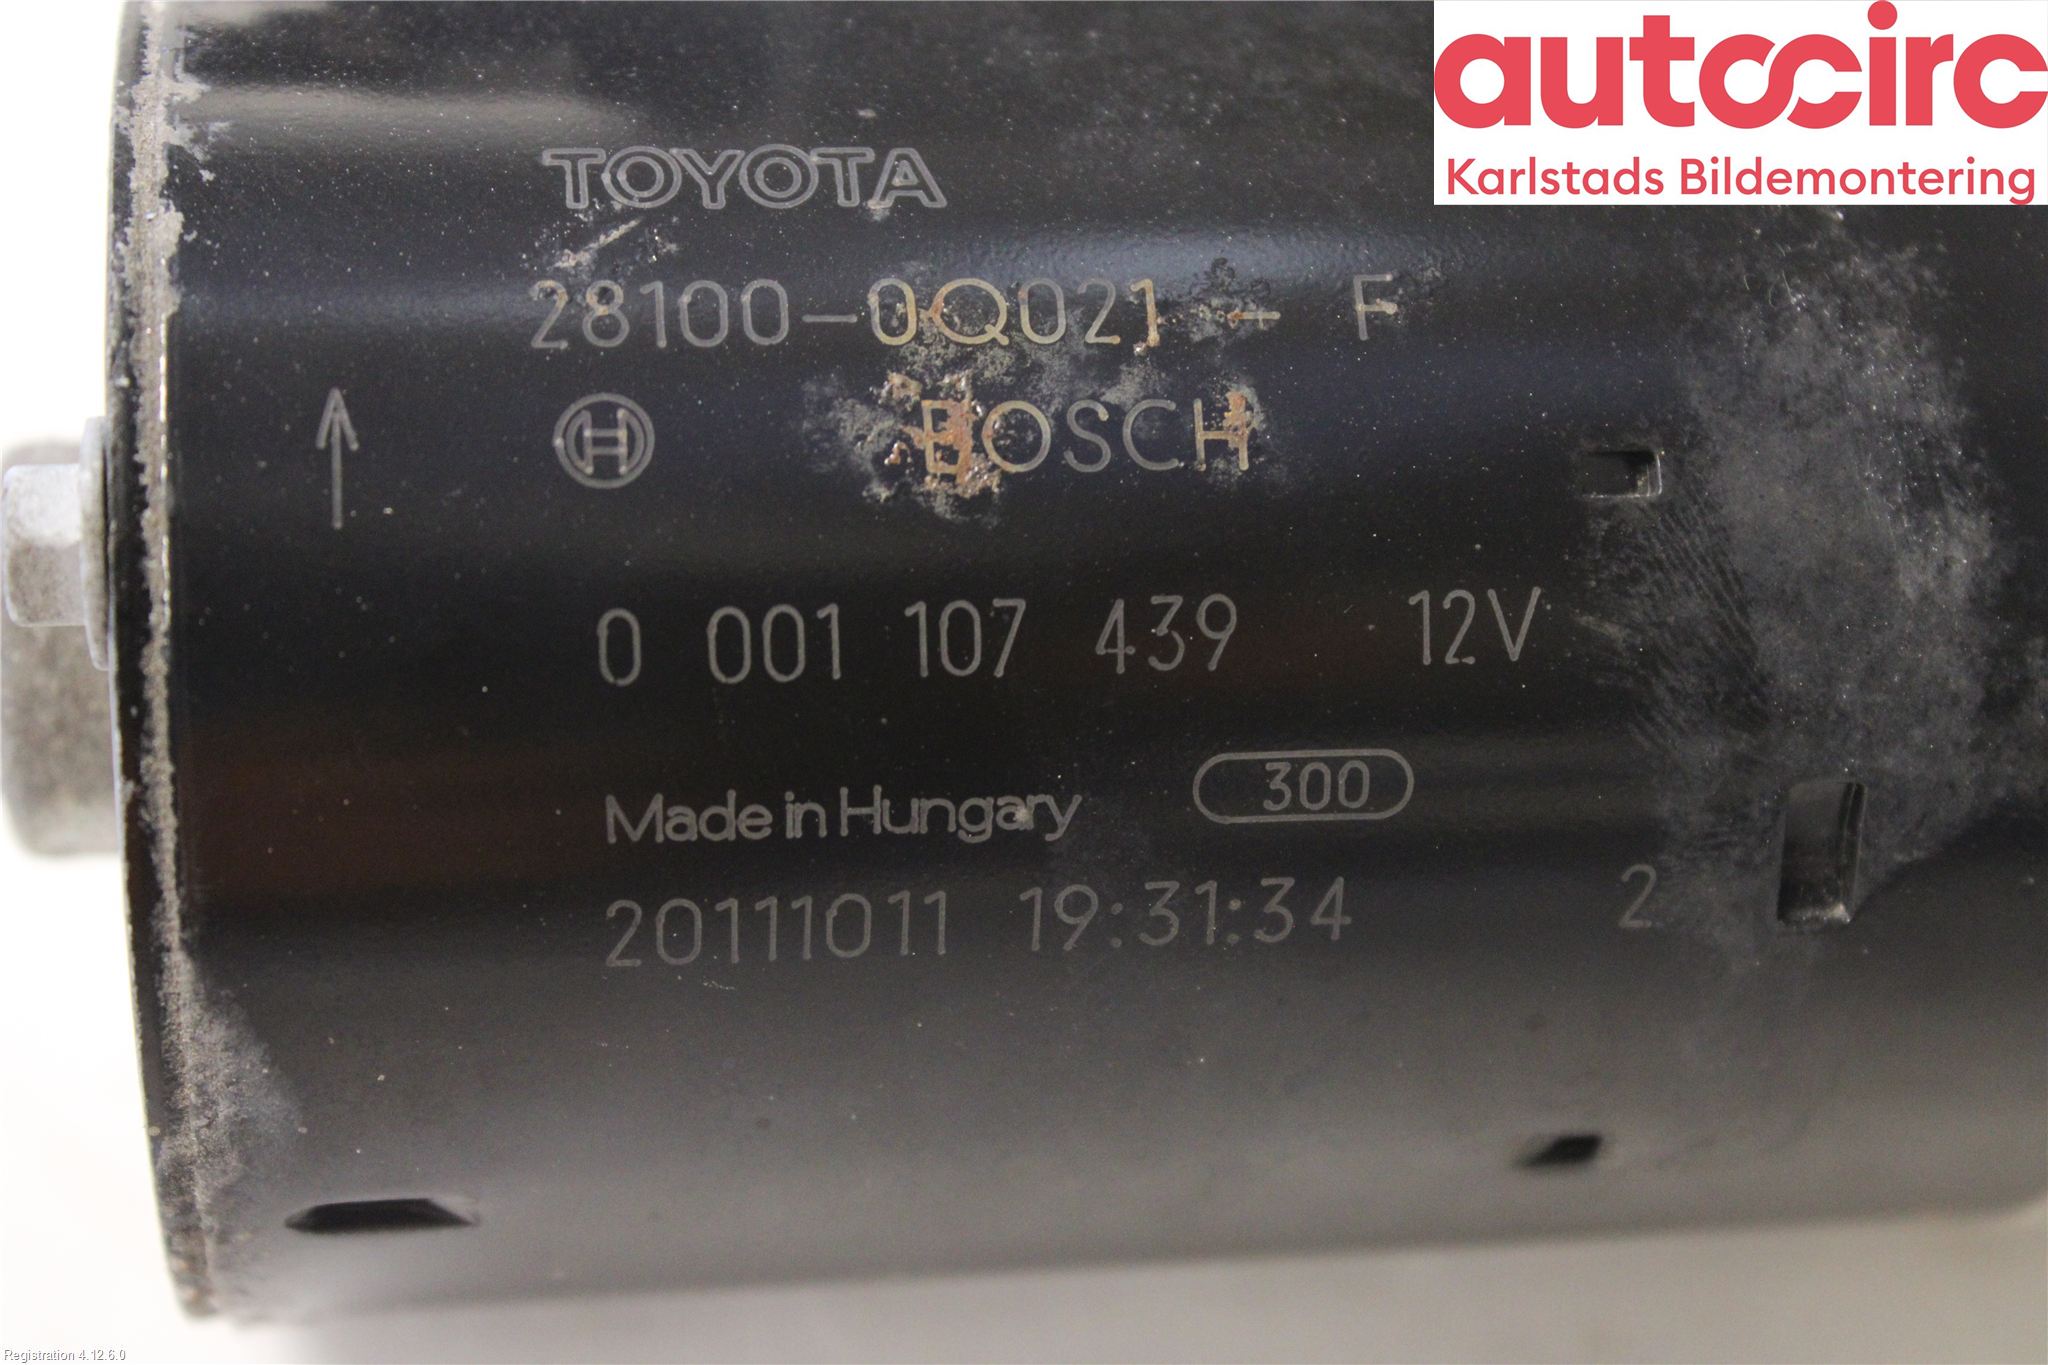 autocirc
Karlstads Bildemontering
TOYOTA
28100-0Q021 - F
BOSCH
0 001 107 439 12V
Made in Hungary 300
20111011 19:31:34 2
Registration 4.12.6.0